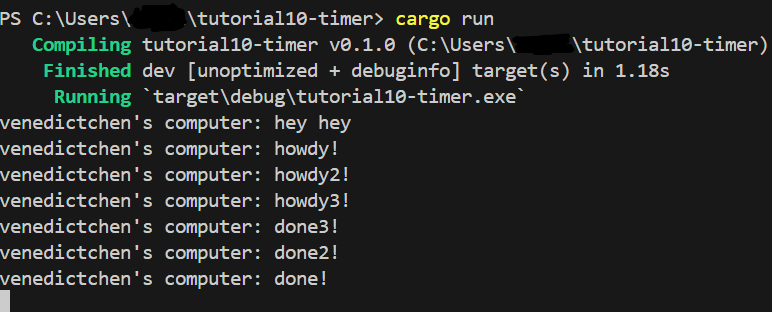 PS C:\Users\ \tutorial10-timer> cargo run
Compiling tutorial10-timer v0.1.0 (C:\Users\ \tutorial10-timer)
Finished dev [unoptimized + debuginfo] target(s) in 1.18s
Running `target\debug\tutorial10-timer.exe`
venedictchen's computer: hey hey
venedictchen's computer: howdy!
venedictchen's computer: howdy2!
venedictchen's computer: howdy3!
venedictchen's computer: done3!
venedictchen's computer: done2!
venedictchen's computer: done!